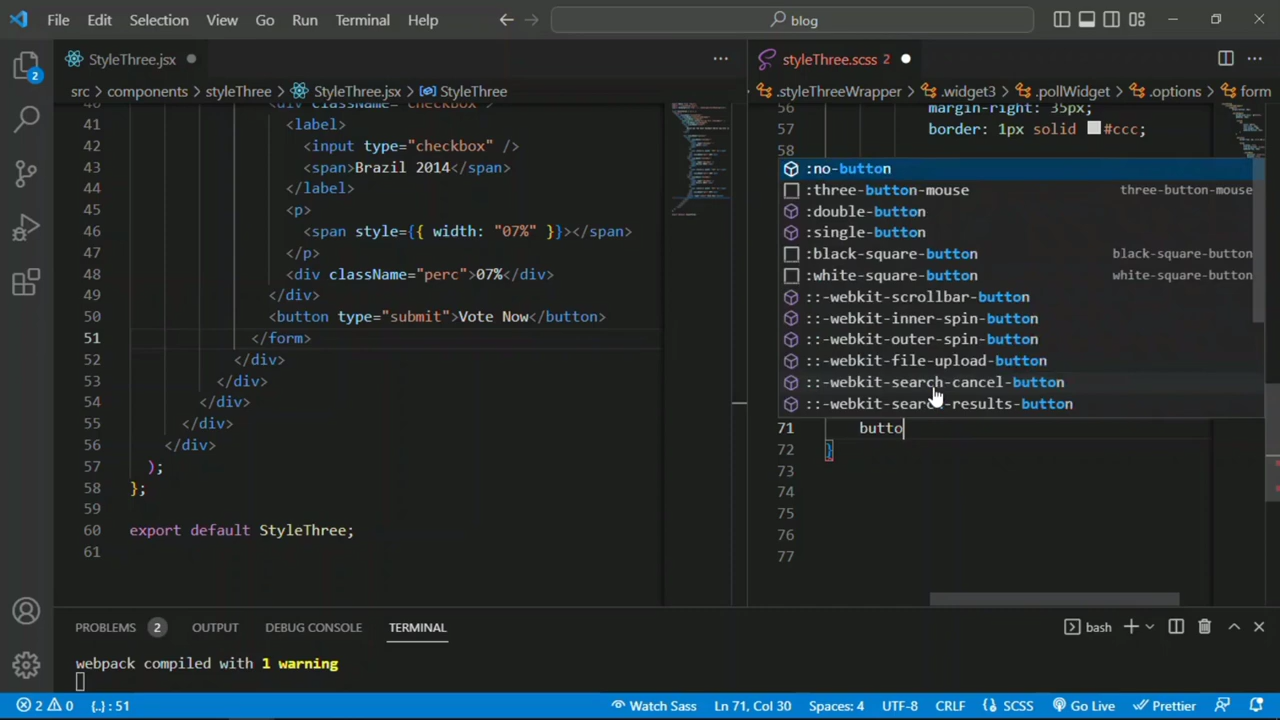 File Edit Selection View Go Run Terminal Help
blog
StyleThree.jsx
styleThree.scss 2
src components styleThree StyleThree.jsx StyleThree
.styleThreeWrapper .widget3 .pollWidget .options form
2
41 <label>
42 <input type="checkbox" />
43 <span>Brazil 2014</span>
44 </label>
45 <p>
46 <span style={{ width: "07%" }}></span>
47 </p>
48 <div className="perc">07%</div>
49 </div>
50 <button type="submit">Vote Now</button>
51 </form>
52 </div>
53 </div>
54 </div>
55 </div>
56 </div>
57 );
58 };
59
60 export default StyleThree;
61
56 margin-right: 35px;
57 border: 1px solid #ccc;
58
:no-button
:three-button-mouse three-button-mouse
:double-button
:single-button
:black-square-button black-square-button
:white-square-button white-square-button
::-webkit-scrollbar-button
::-webkit-inner-spin-button
::-webkit-outer-spin-button
::-webkit-file-upload-button
::-webkit-search-cancel-button
::-webkit-search-results-button
71 butto
72 }
73
74
75
76
77
PROBLEMS 2 OUTPUT DEBUG CONSOLE TERMINAL
bash
webpack compiled with 1 warning
2 0 {..} : 51 Watch Sass Ln 71, Col 30 Spaces: 4 UTF-8 CRLF SCSS Go Live Prettier